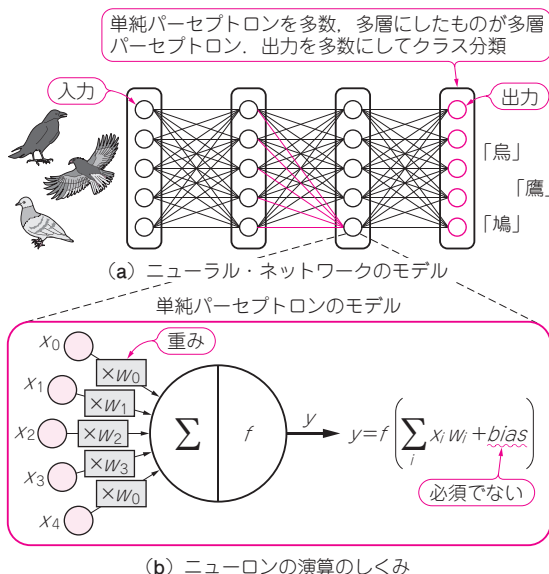 単純パーセプトロンを多数，多層にしたものが多層
パーセプトロン．出力を多数にしてクラス分類
入力
出力
「烏」
「鷹」
「鳩」
（a）ニューラル・ネットワークのモデル
単純パーセプトロンのモデル
x0
重み
×w0
x1
×w1
x2
×w2
x3
×w3
x4
×w0
Σ
f
y
y=f(Σ i xi wi +bias)
必須でない
（b）ニューロンの演算のしくみ